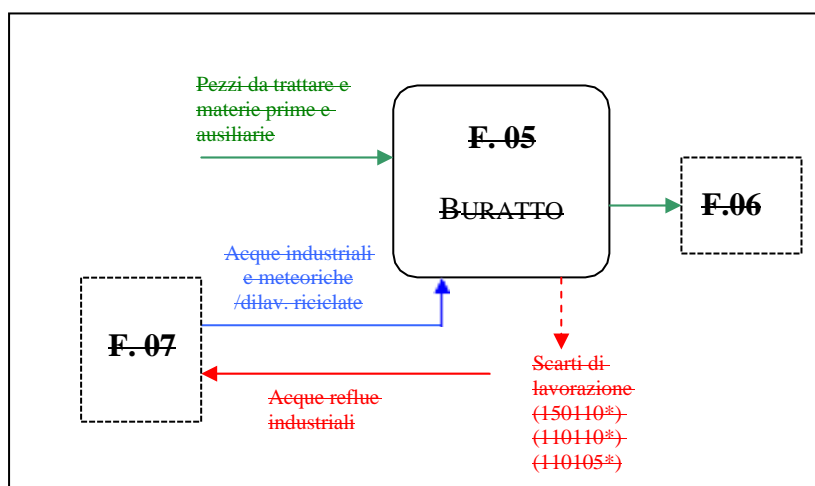 Pezzi da trattare e
materie prime e
ausiliarie
F. 05
BURATTO
F.06
Acque industriali
e meteoriche
/dilav. riciclate
F. 07
Acque reflue
industriali
Scarti di
lavorazione
(150110*)
(110110*)
(110105*)